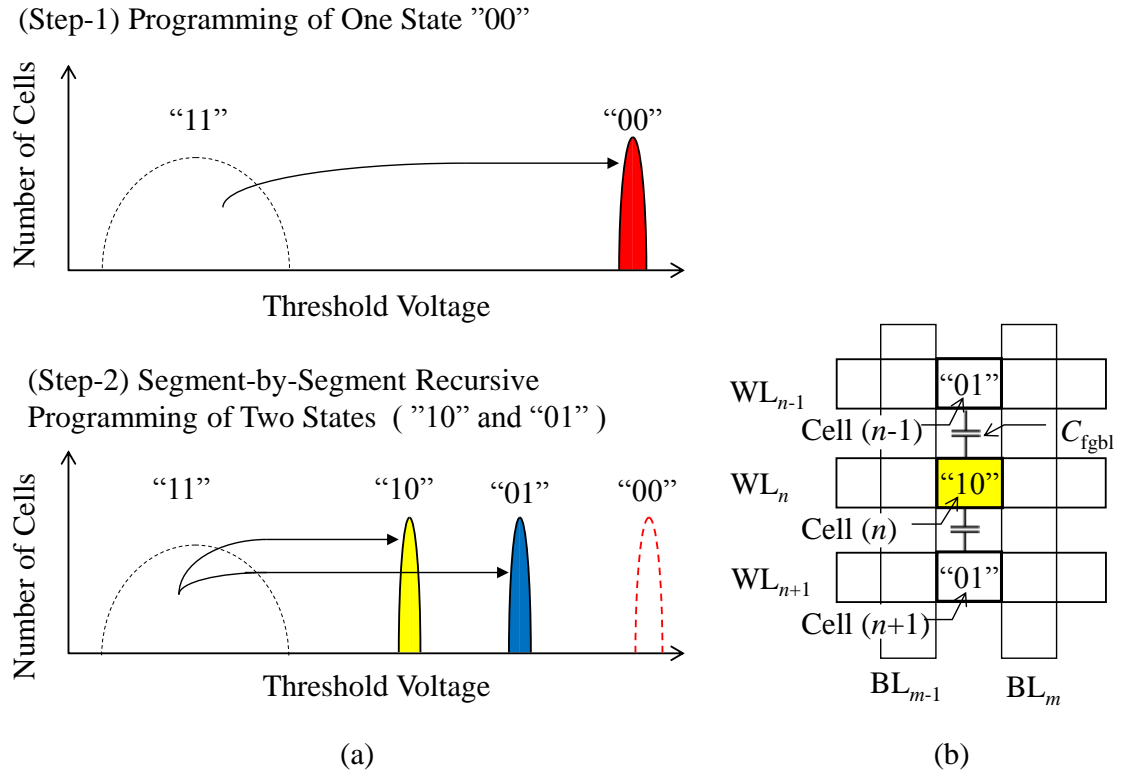 (Step-1) Programming of One State ”00”
Number of Cells
“11”
“00”
Threshold Voltage
(Step-2) Segment-by-Segment Recursive
Programming of Two States ( ”10” and “01” )
Number of Cells
“11”
“10”
“01”
“00”
Threshold Voltage
(a)
WLn-1
“01”
Cell (n-1)
Cfgbl
WLn
“10”
Cell (n)
WLn+1
“01”
Cell (n+1)
BLm-1
BLm
(b)